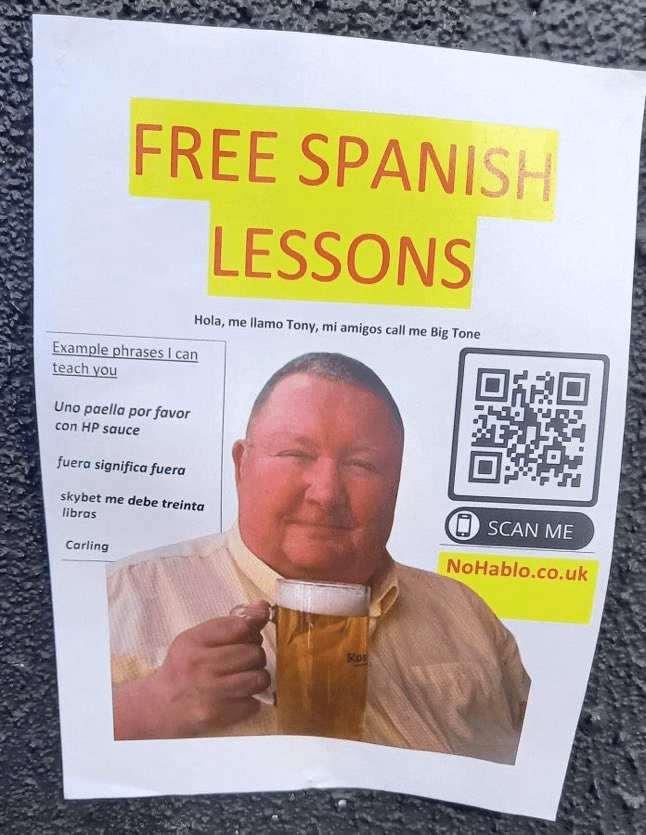 FREE SPANISH
LESSONS
Hola, me llamo Tony, mi amigos call me Big Tone
Example phrases I can
teach you
Uno paella por favor
con HP sauce
fuera significa fuera
skybet me debe treinta
libras
Carling
SCAN ME
NoHablo.co.uk